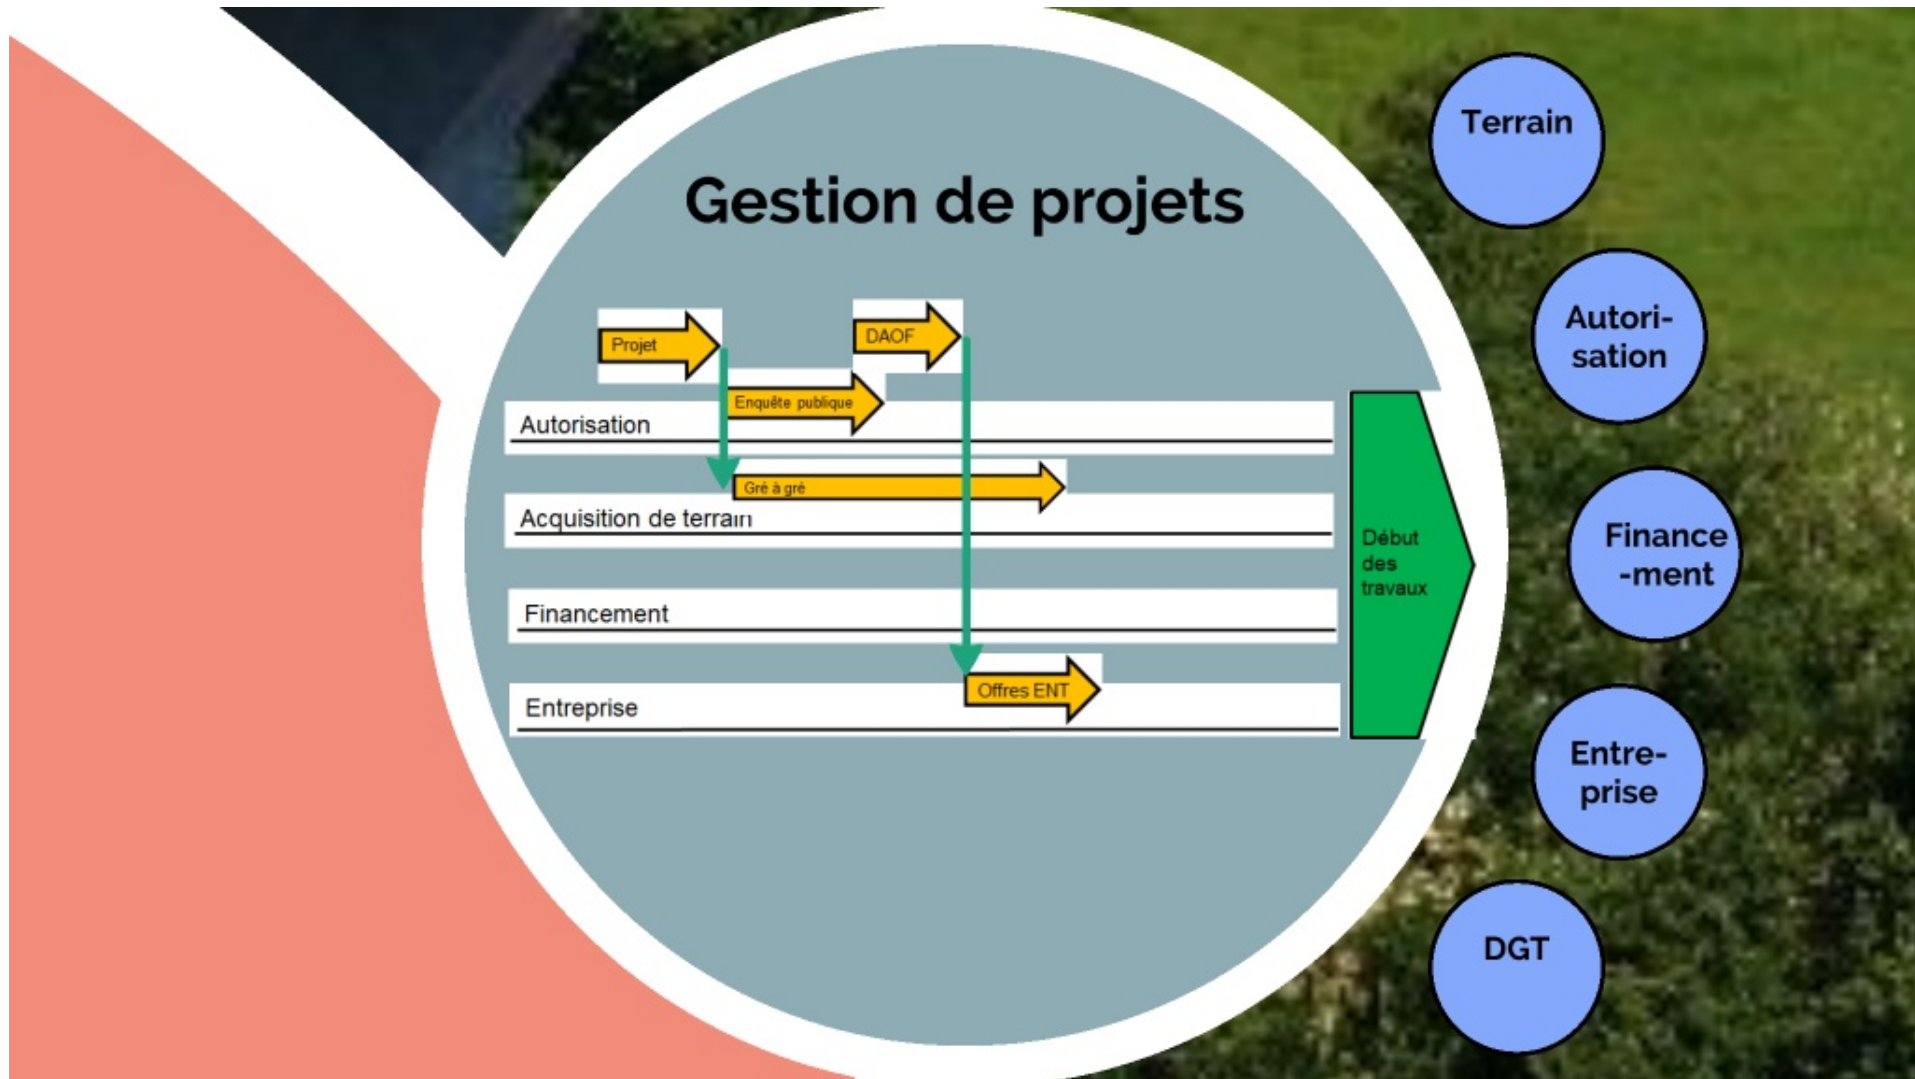 Gestion de projets
Projet
DAOF
Enquête publique
Autorisation
Gré à gré
Acquisition de terrain
Financement
Offres ENT
Entreprise
Début
des
travaux
Terrain
Autori-
sation
Finance
-ment
Entre-
prise
DGT